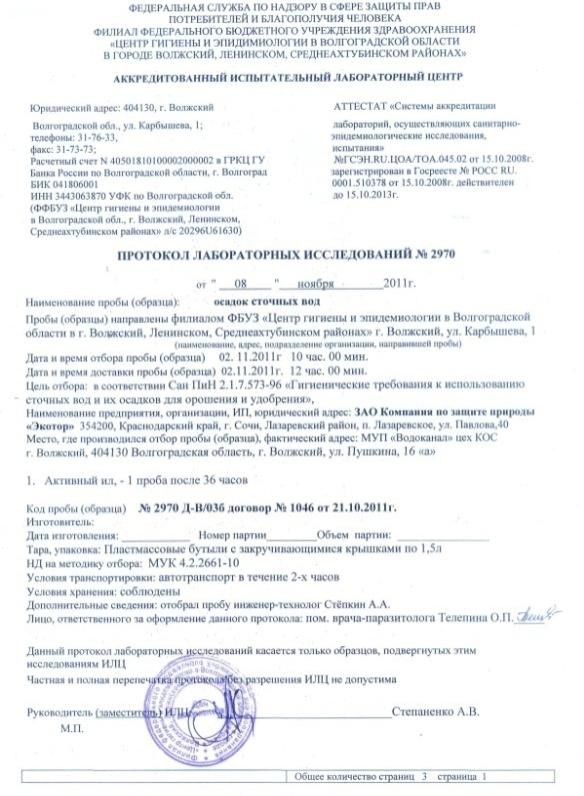 ФЕДЕРАЛЬНАЯ СЛУЖБА ПО НАДЗОРУ В СФЕРЕ ЗАЩИТЫ ПРАВ
ПОТРЕБИТЕЛЕЙ И БЛАГОПОЛУЧИЯ ЧЕЛОВЕКА
ФИЛИАЛ ФЕДЕРАЛЬНОГО БЮДЖЕТНОГО УЧРЕЖДЕНИЯ ЗДРАВООХРАНЕНИЯ
«ЦЕНТР ГИГИЕНЫ И ЭПИДИМИОЛОГИИ В ВОЛГОГРАДСКОЙ ОБЛАСТИ
В ГОРОДЕ ВОЛЖСКИЙ, ЛЕНИНСКОМ, СРЕДНЕАХТУБИНСКОМ РАЙОНАХ»
АККРЕДИТОВАННЫЙ ИСПЫТАТЕЛЬНЫЙ ЛАБОРАТОРНЫЙ ЦЕНТР
Юридический адрес: 404130, г. Волжский
Волгоградской обл., ул. Карбышева, 1;
телефоны: 31-76-33,
факс: 31-73-73;
Расчетный счет N 40501810100002000002 в ГРКЦ ГУ
Банка России по Волгоградской области, г. Волгоград
БИК 041806001
ИНН 3443063870 УФК по Волгоградской обл.
(ФФБУЗ «Центр гигиены и эпидемиологии
в Волгоградской обл., г. Волжский, Ленинском,
Среднеахтубинском районах» л/с 20296U61630)
АТТЕСТАТ «Системы аккредитации
лабораторий, осуществляющих санитарно-
эпидемиологические исследования,
испытания»
№ГСЭН.RU.ЦОА/ТОА.045.02 от 15.10.2008г.
зарегистрирован в Госреестре № РОСС RU.
0001.510378 от 15.10.2008г. действителен
до 15.10.2013г.
ПРОТОКОЛ ЛАБОРАТОРНЫХ ИССЛЕДОВАНИЙ № 2970
от " 08 " ноября 2011г.
Наименование пробы (образца): осадок сточных вод
Пробы (образцы) направлены филиалом ФБУЗ «Центр гигиены и эпидемиологии в Волгоградской
области в г. Волжский, Ленинском, Среднеахтубинском районах» г. Волжский, ул. Карбышева, 1
(наименование, адрес, подразделение организации, направившей пробы)
Дата и время отбора пробы (образца) 02. 11.2011г 10 час. 00 мин.
Дата и время доставки пробы (образца) 02.11.2011г. 12 час. 00 мин.
Цель отбора: в соответствии Сан ПиН 2.1.7.573-96 «Гигиенические требования к использованию
сточных вод и их осадков для орошения и удобрения»,
Наименование предприятия, организации, ИП, юридический адрес: ЗАО Компания по защите природы
«Экотор» 354200, Краснодарский край, г. Сочи, Лазаревский район, п. Лазаревское, ул. Павлова,40
Место, где производился отбор пробы (образца), фактический адрес: МУП «Водоканал» цех КОС
г. Волжский, 404130 Волгоградская область, г. Волжский, ул. Пушкина, 16 «а»
1. Активный ил, - 1 проба после 36 часов
Код пробы (образца) № 2970 Д-В/03б договор № 1046 от 21.10.2011г.
Изготовитель:
Дата изготовления: Номер партии Объем партии:
Тара, упаковка: Пластмассовые бутыли с закручивающимися крышками по 1,5л
НД на методику отбора: МУК 4.2.2661-10
Условия транспортировки: автотранспорт в течение 2-х часов
Условия хранения: соблюдены
Дополнительные сведения: отобрал пробу инженер-технолог Стёпкин А.А.
Лицо, ответственного за оформление данного протокола: пом. врача-паразитолога Телепина О.П.
Данный протокол лабораторных исследований касается только образцов, подвергнутых этим
исследованиям ИЛЦ
Частная и полная перепечатка протокола без разрешения ИЛЦ не допустима
Руководитель (заместитель) ИЛЦ Степаненко А.В.
М.П.
Общее количество страниц 3 страница 1